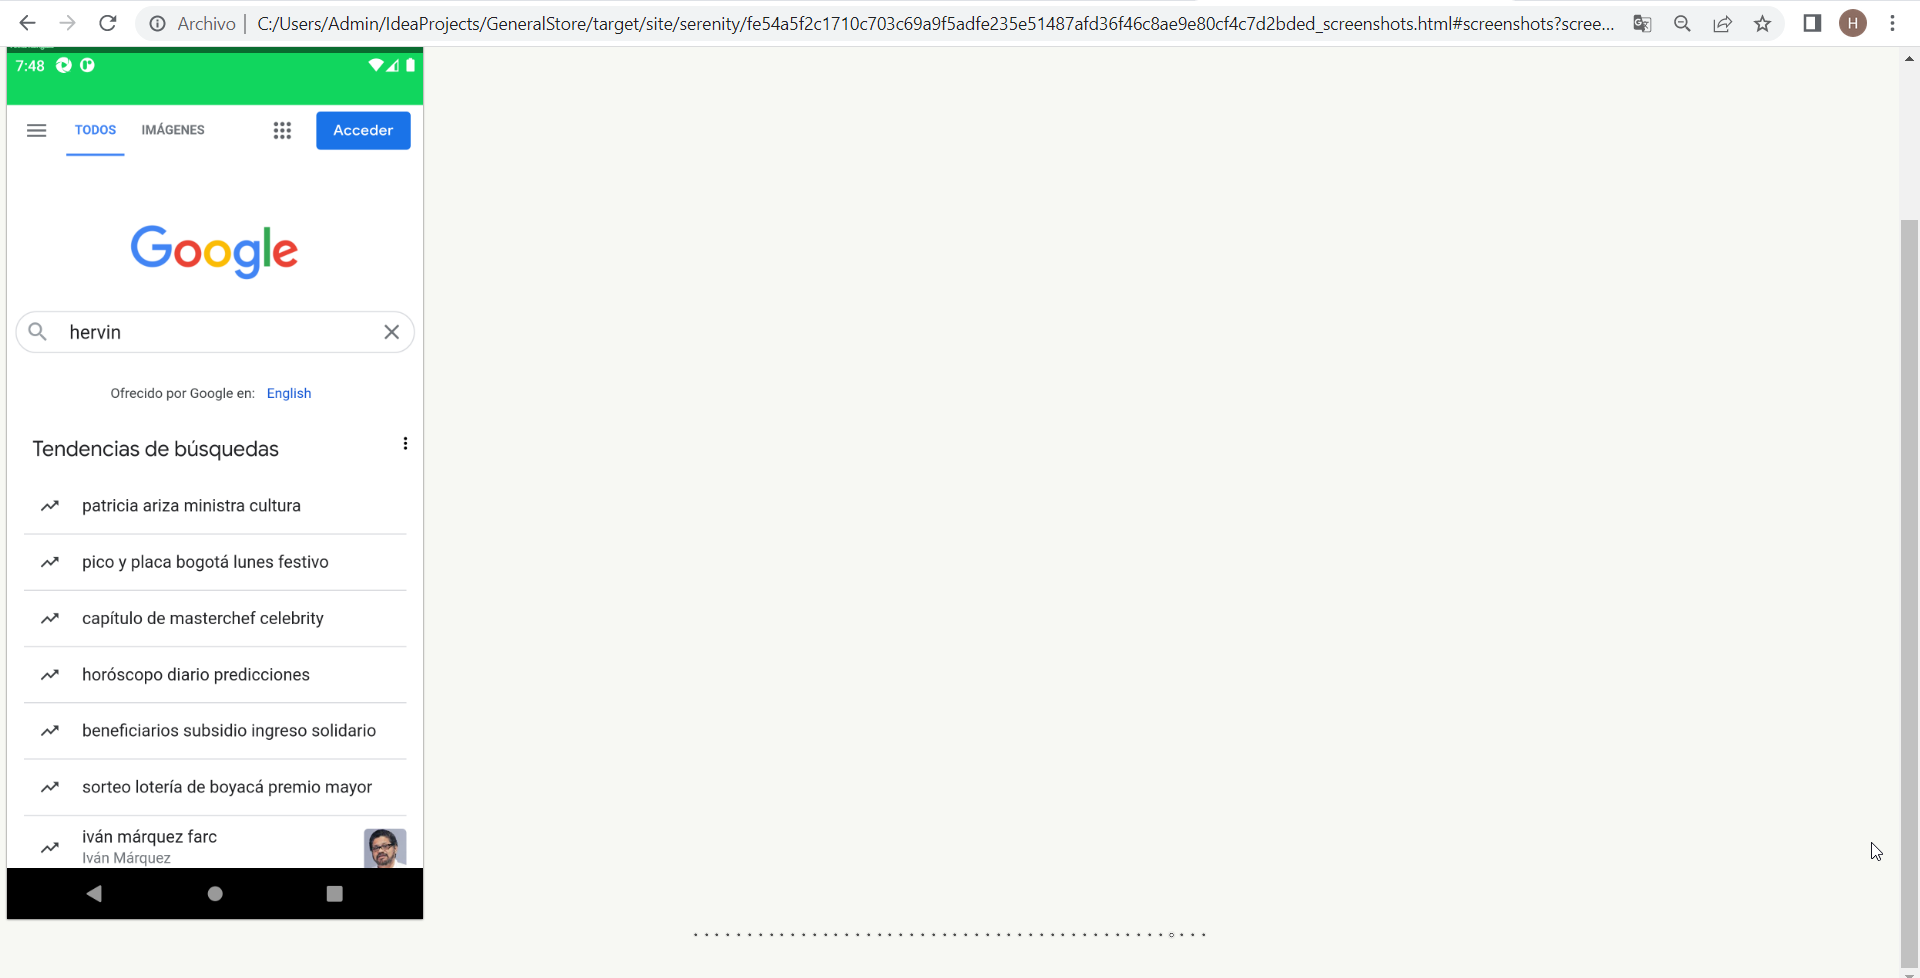 Archivo | C:/Users/Admin/IdeaProjects/GeneralStore/target/site/serenity/fe54a5f2c1710c703c69a9f5adfe235e51487afd36f46c8ae9e80cf4c7d2bded_screenshots.html#screenshots?scree...
H
7:48
TODOS IMÁGENES Acceder
Google
hervin
Ofrecido por Google en: English
Tendencias de búsquedas
patricia ariza ministra cultura
pico y placa bogotá lunes festivo
capítulo de masterchef celebrity
horóscopo diario predicciones
beneficiarios subsidio ingreso solidario
sorteo lotería de boyacá premio mayor
iván márquez farc
Iván Márquez